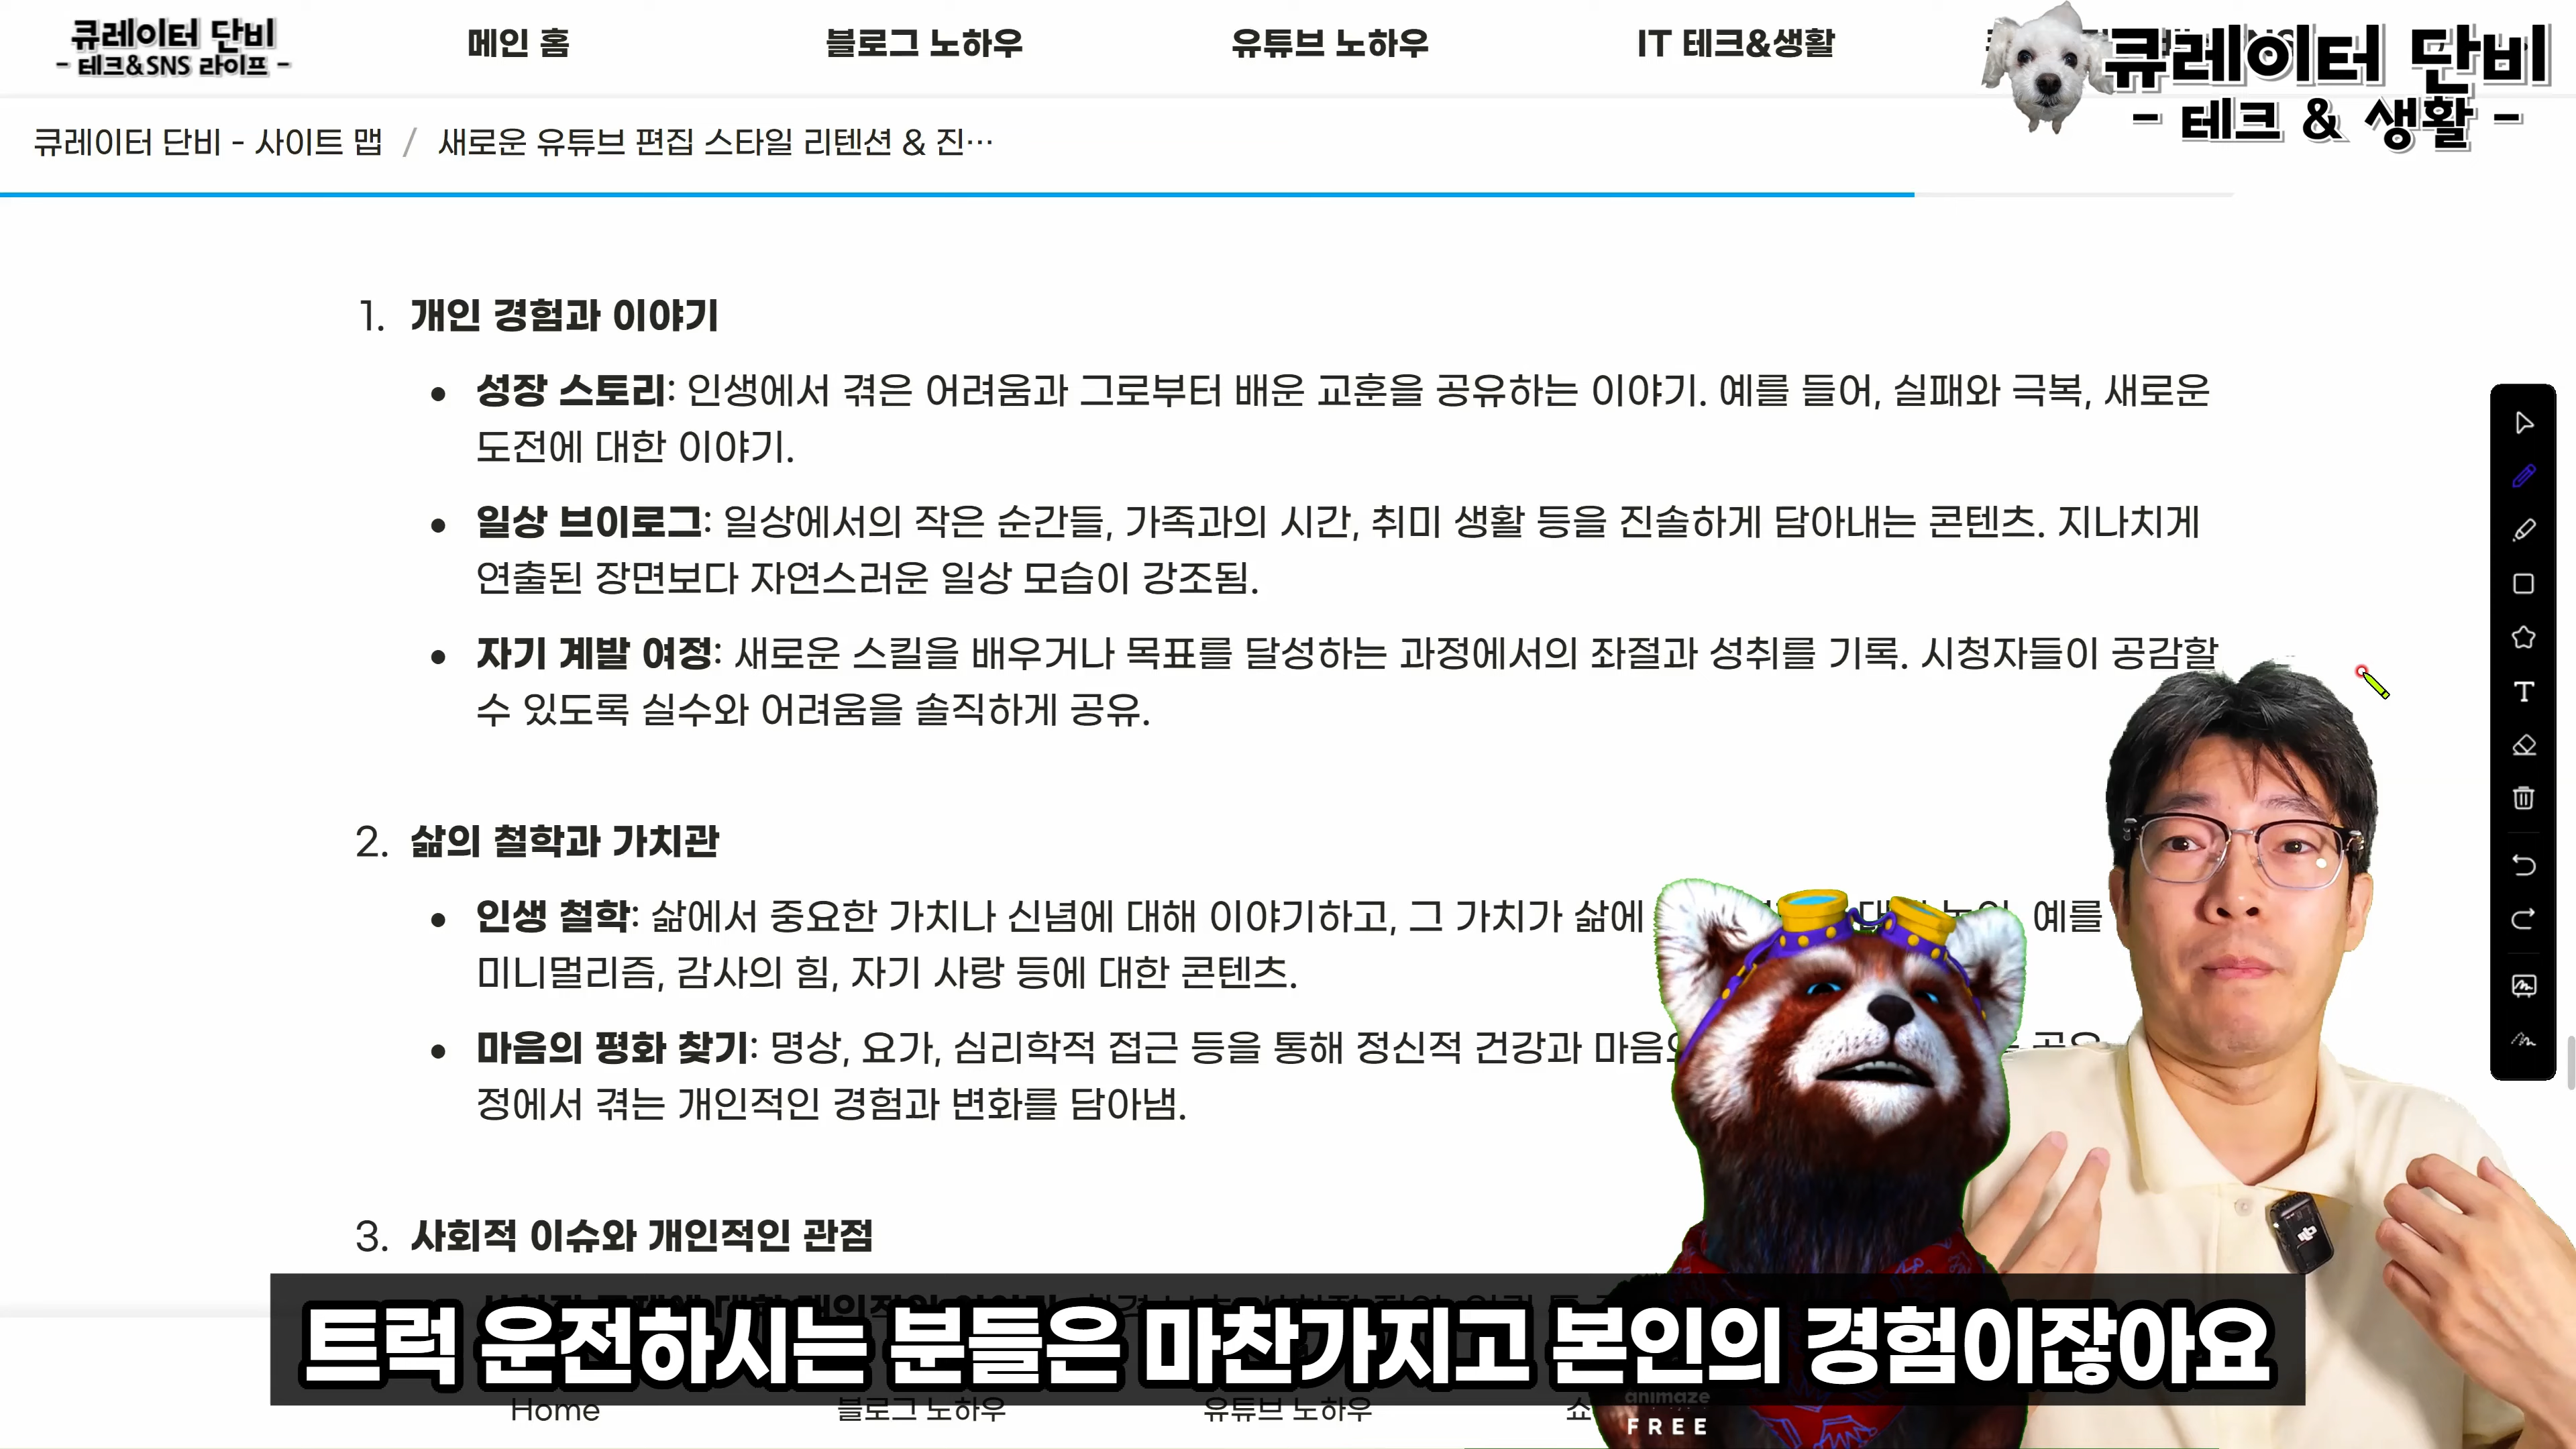 큐레이터 단비
- 테크&SNS 라이프 -
메인 홈
블로그 노하우
유튜브 노하우
IT 테크&생활
큐레이터 단비
- 테크 & 생활 -
큐레이터 단비 - 사이트 맵 / 새로운 유튜브 편집 스타일 리텐션 & 진…
1. 개인 경험과 이야기
• 성장 스토리: 인생에서 겪은 어려움과 그로부터 배운 교훈을 공유하는 이야기. 예를 들어, 실패와 극복, 새로운
도전에 대한 이야기.
• 일상 브이로그: 일상에서의 작은 순간들, 가족과의 시간, 취미 생활 등을 진솔하게 담아내는 콘텐츠. 지나치게
연출된 장면보다 자연스러운 일상 모습이 강조됨.
• 자기 계발 여정: 새로운 스킬을 배우거나 목표를 달성하는 과정에서의 좌절과 성취를 기록. 시청자들이 공감할
수 있도록 실수와 어려움을 솔직하게 공유.
2. 삶의 철학과 가치관
• 인생 철학: 삶에서 중요한 가치나 신념에 대해 이야기하고, 그 가치가 삶에 예를
미니멀리즘, 감사의 힘, 자기 사랑 등에 대한 콘텐츠.
• 마음의 평화 찾기: 명상, 요가, 심리학적 접근 등을 통해 정신적 건강과
정에서 겪는 개인적인 경험과 변화를 담아냄.
3. 사회적 이슈와 개인적인 관점
트럭 운전하시는 분들은 마찬가지고 본인의 경험이잖아요
Home
블로그 노하우
유튜브 노하우
animaze
FREE